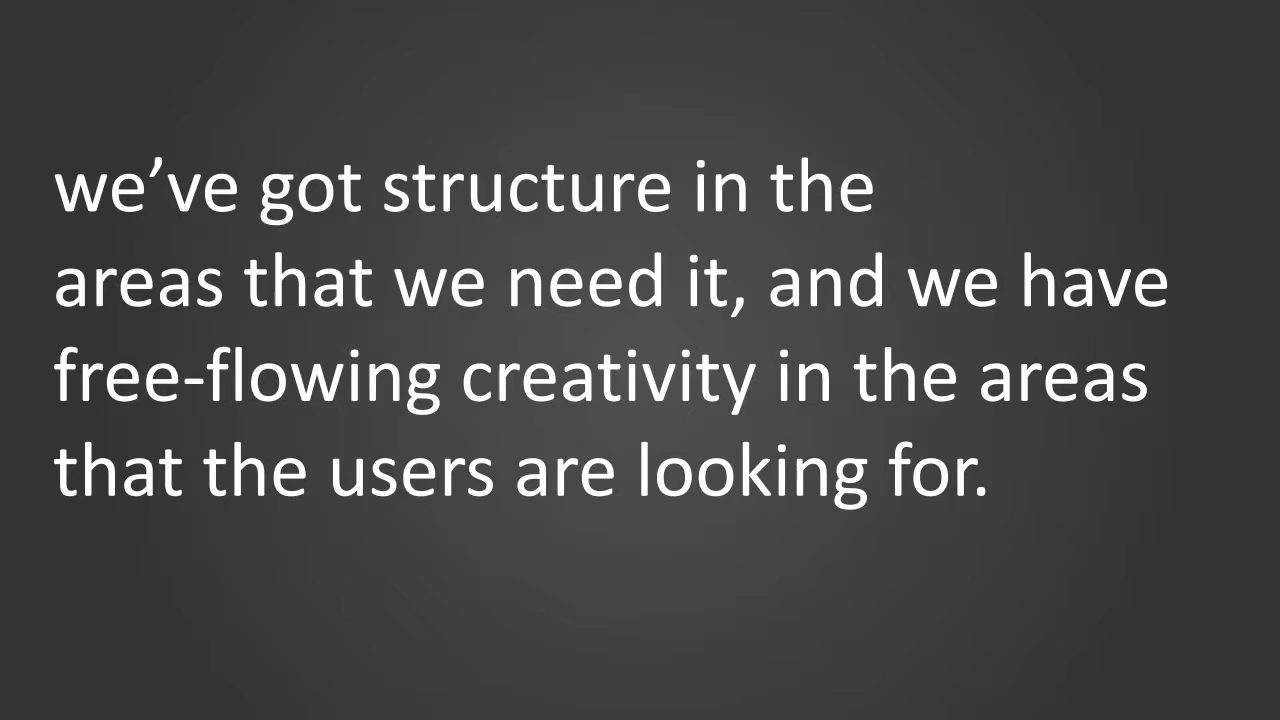 we’ve got structure in the
areas that we need it, and we have
free-flowing creativity in the areas
that the users are looking for.